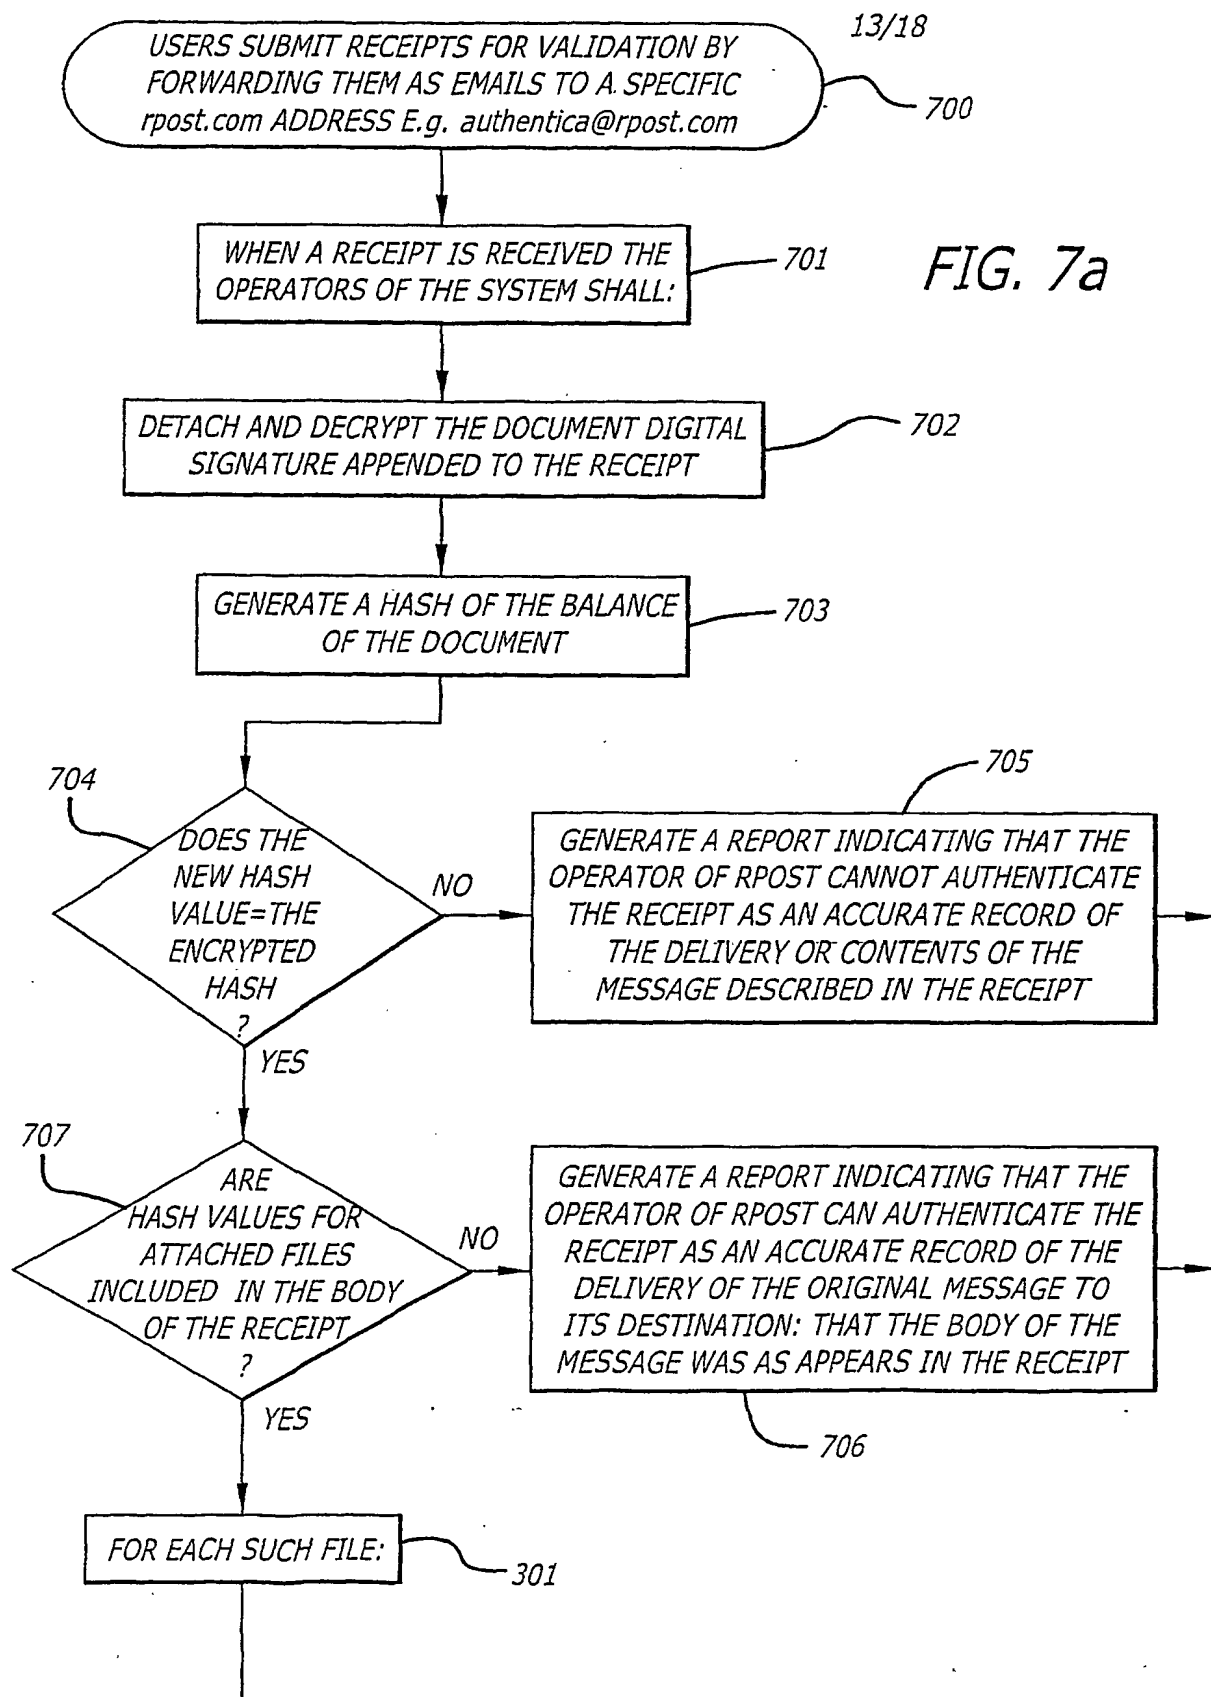 13/18
USERS SUBMIT RECEIPTS FOR VALIDATION BY
FORWARDING THEM AS EMAILS TO A SPECIFIC
rpost.com ADDRESS E.g. authentica@rpost.com
700
WHEN A RECEIPT IS RECEIVED THE
OPERATORS OF THE SYSTEM SHALL:
701
FIG. 7a
DETACH AND DECRYPT THE DOCUMENT DIGITAL
SIGNATURE APPENDED TO THE RECEIPT
702
GENERATE A HASH OF THE BALANCE
OF THE DOCUMENT
703
704
DOES THE
NEW HASH
VALUE=THE
ENCRYPTED
HASH
?
NO
YES
705
GENERATE A REPORT INDICATING THAT THE
OPERATOR OF RPOST CANNOT AUTHENTICATE
THE RECEIPT AS AN ACCURATE RECORD OF
THE DELIVERY OR CONTENTS OF THE
MESSAGE DESCRIBED IN THE RECEIPT
707
ARE
HASH VALUES FOR
ATTACHED FILES
INCLUDED IN THE BODY
OF THE RECEIPT
?
NO
YES
GENERATE A REPORT INDICATING THAT THE
OPERATOR OF RPOST CAN AUTHENTICATE THE
RECEIPT AS AN ACCURATE RECORD OF THE
DELIVERY OF THE ORIGINAL MESSAGE TO
ITS DESTINATION: THAT THE BODY OF THE
MESSAGE WAS AS APPEARS IN THE RECEIPT
706
FOR EACH SUCH FILE:
301